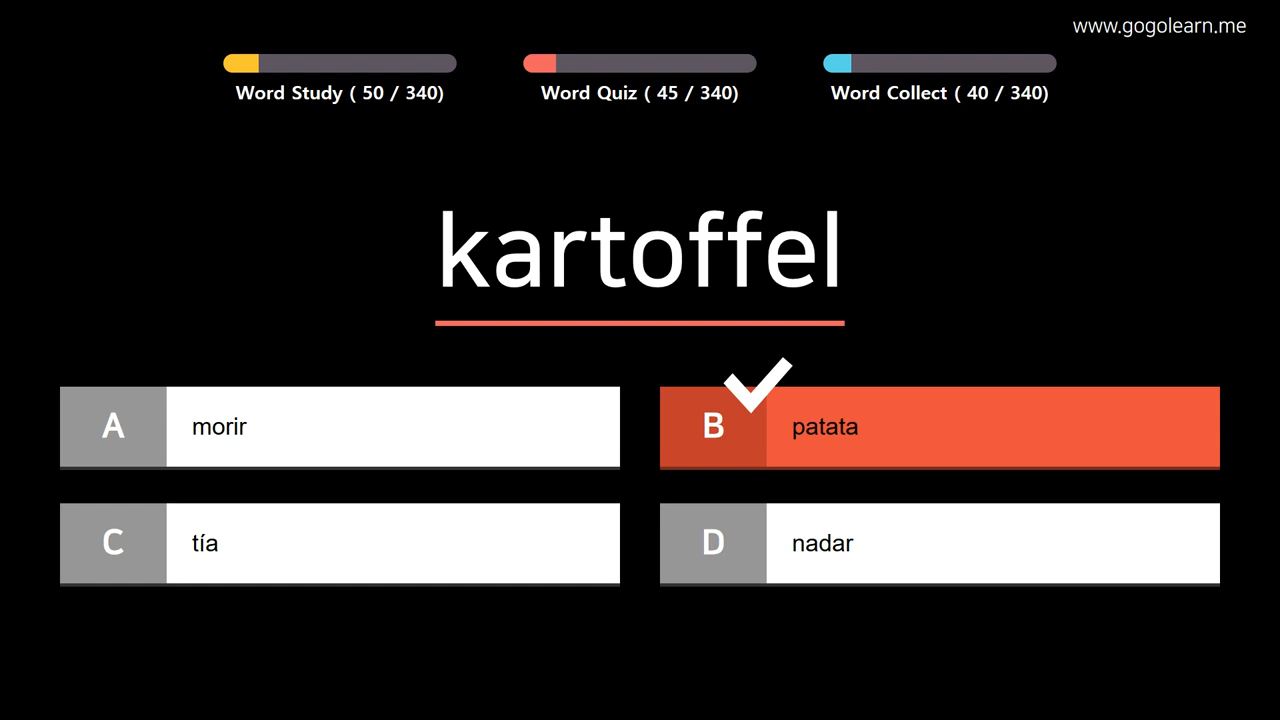 www.gogolearn.me
Word Study ( 50 / 340)
Word Quiz ( 45 / 340)
Word Collect ( 40 / 340)
kartoffel
A morir
B patata
C tía
D nadar